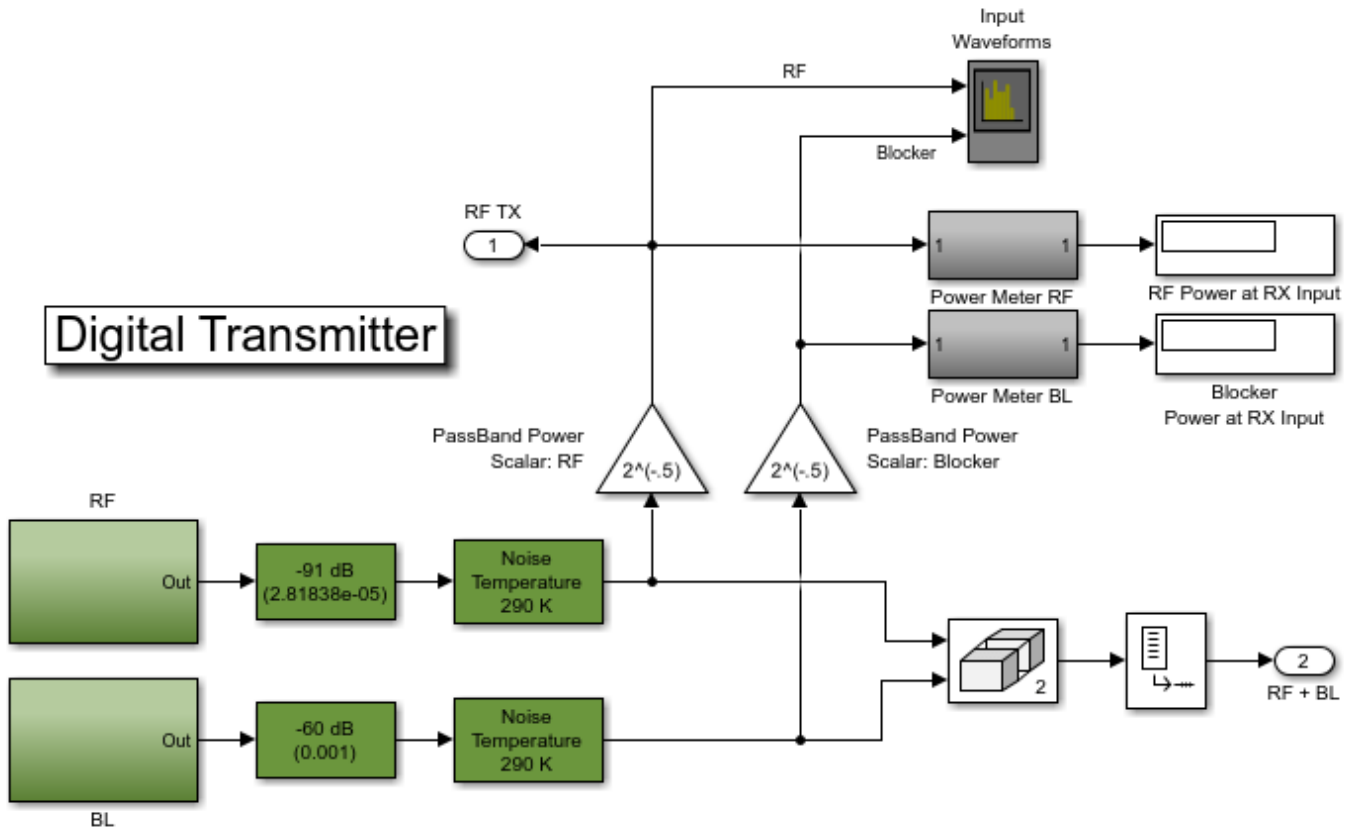 Input
Waveforms
RF
Blocker
RF TX
1
1 1
Power Meter RF
RF Power at RX Input
Digital Transmitter
1 1
Power Meter BL
Blocker
Power at RX Input
PassBand Power
Scalar: RF
2^(-.5)
2^(-.5)
PassBand Power
Scalar: Blocker
RF
Out
-91 dB
(2.81838e-05)
Noise
Temperature
290 K
2
2
RF + BL
Out
-60 dB
(0.001)
Noise
Temperature
290 K
BL